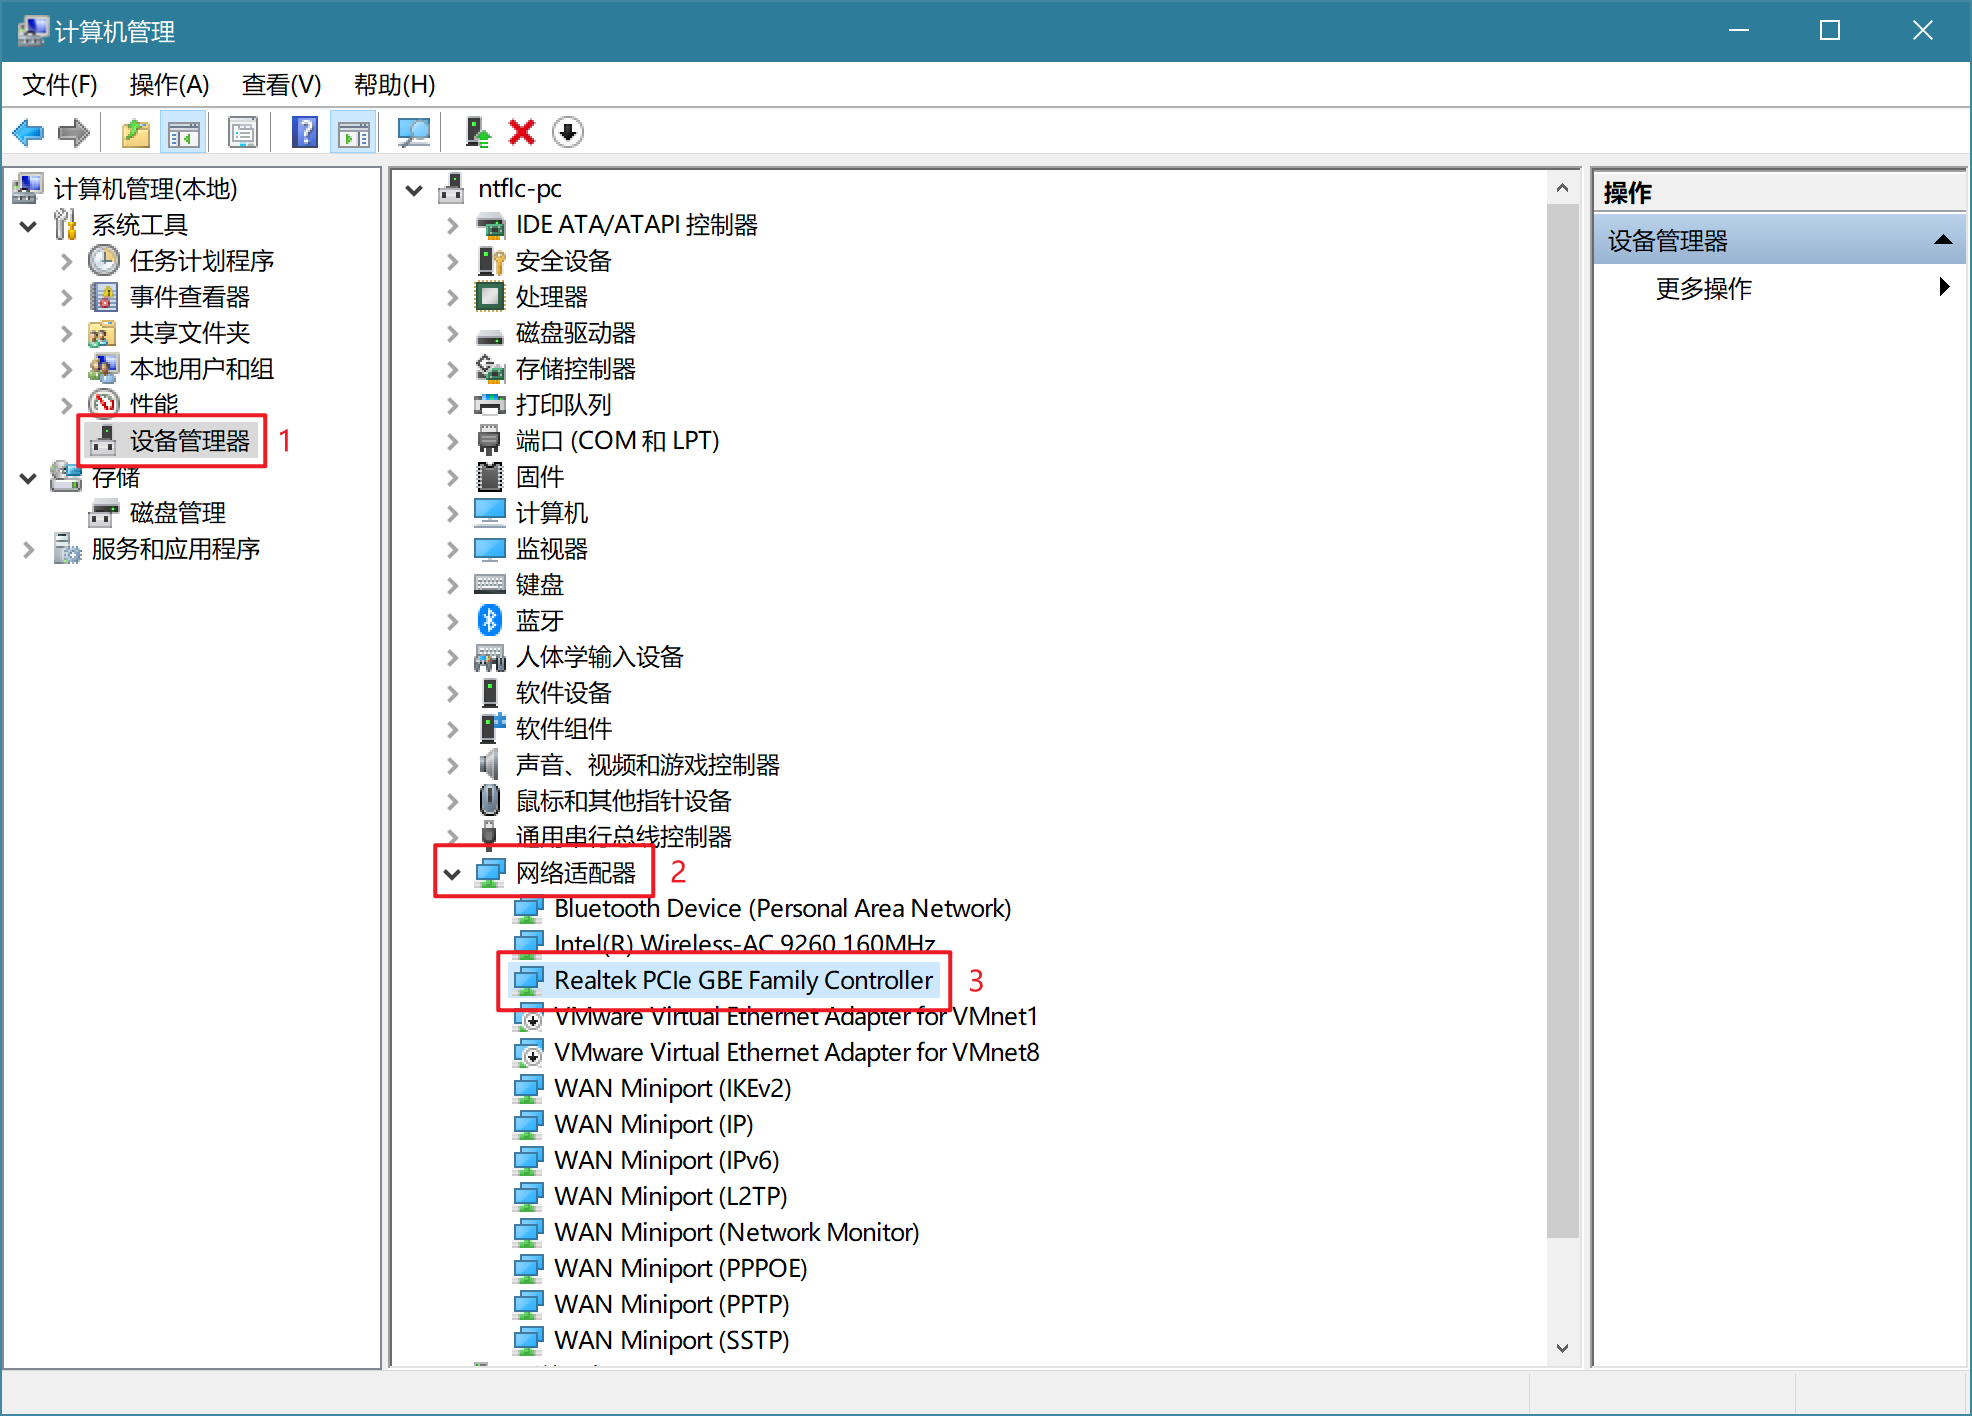 计算机管理
文件(F) 操作(A) 查看(V) 帮助(H)
计算机管理(本地)
系统工具
任务计划程序
事件查看器
共享文件夹
本地用户和组
性能
设备管理器 1
存储
磁盘管理
服务和应用程序
ntflc-pc
IDE ATA/ATAPI 控制器
安全设备
处理器
磁盘驱动器
存储控制器
打印队列
端口 (COM 和 LPT)
固件
计算机
监视器
键盘
蓝牙
人体学输入设备
软件设备
软件组件
声音、视频和游戏控制器
鼠标和其他指针设备
通用串行总线控制器
网络适配器 2
Bluetooth Device (Personal Area Network)
Intel(R) Wireless-AC 9260 160MHz
Realtek PCIe GBE Family Controller 3
VMware Virtual Ethernet Adapter for VMnet1
VMware Virtual Ethernet Adapter for VMnet8
WAN Miniport (IKEv2)
WAN Miniport (IP)
WAN Miniport (IPv6)
WAN Miniport (L2TP)
WAN Miniport (Network Monitor)
WAN Miniport (PPPOE)
WAN Miniport (PPTP)
WAN Miniport (SSTP)
操作
设备管理器
更多操作